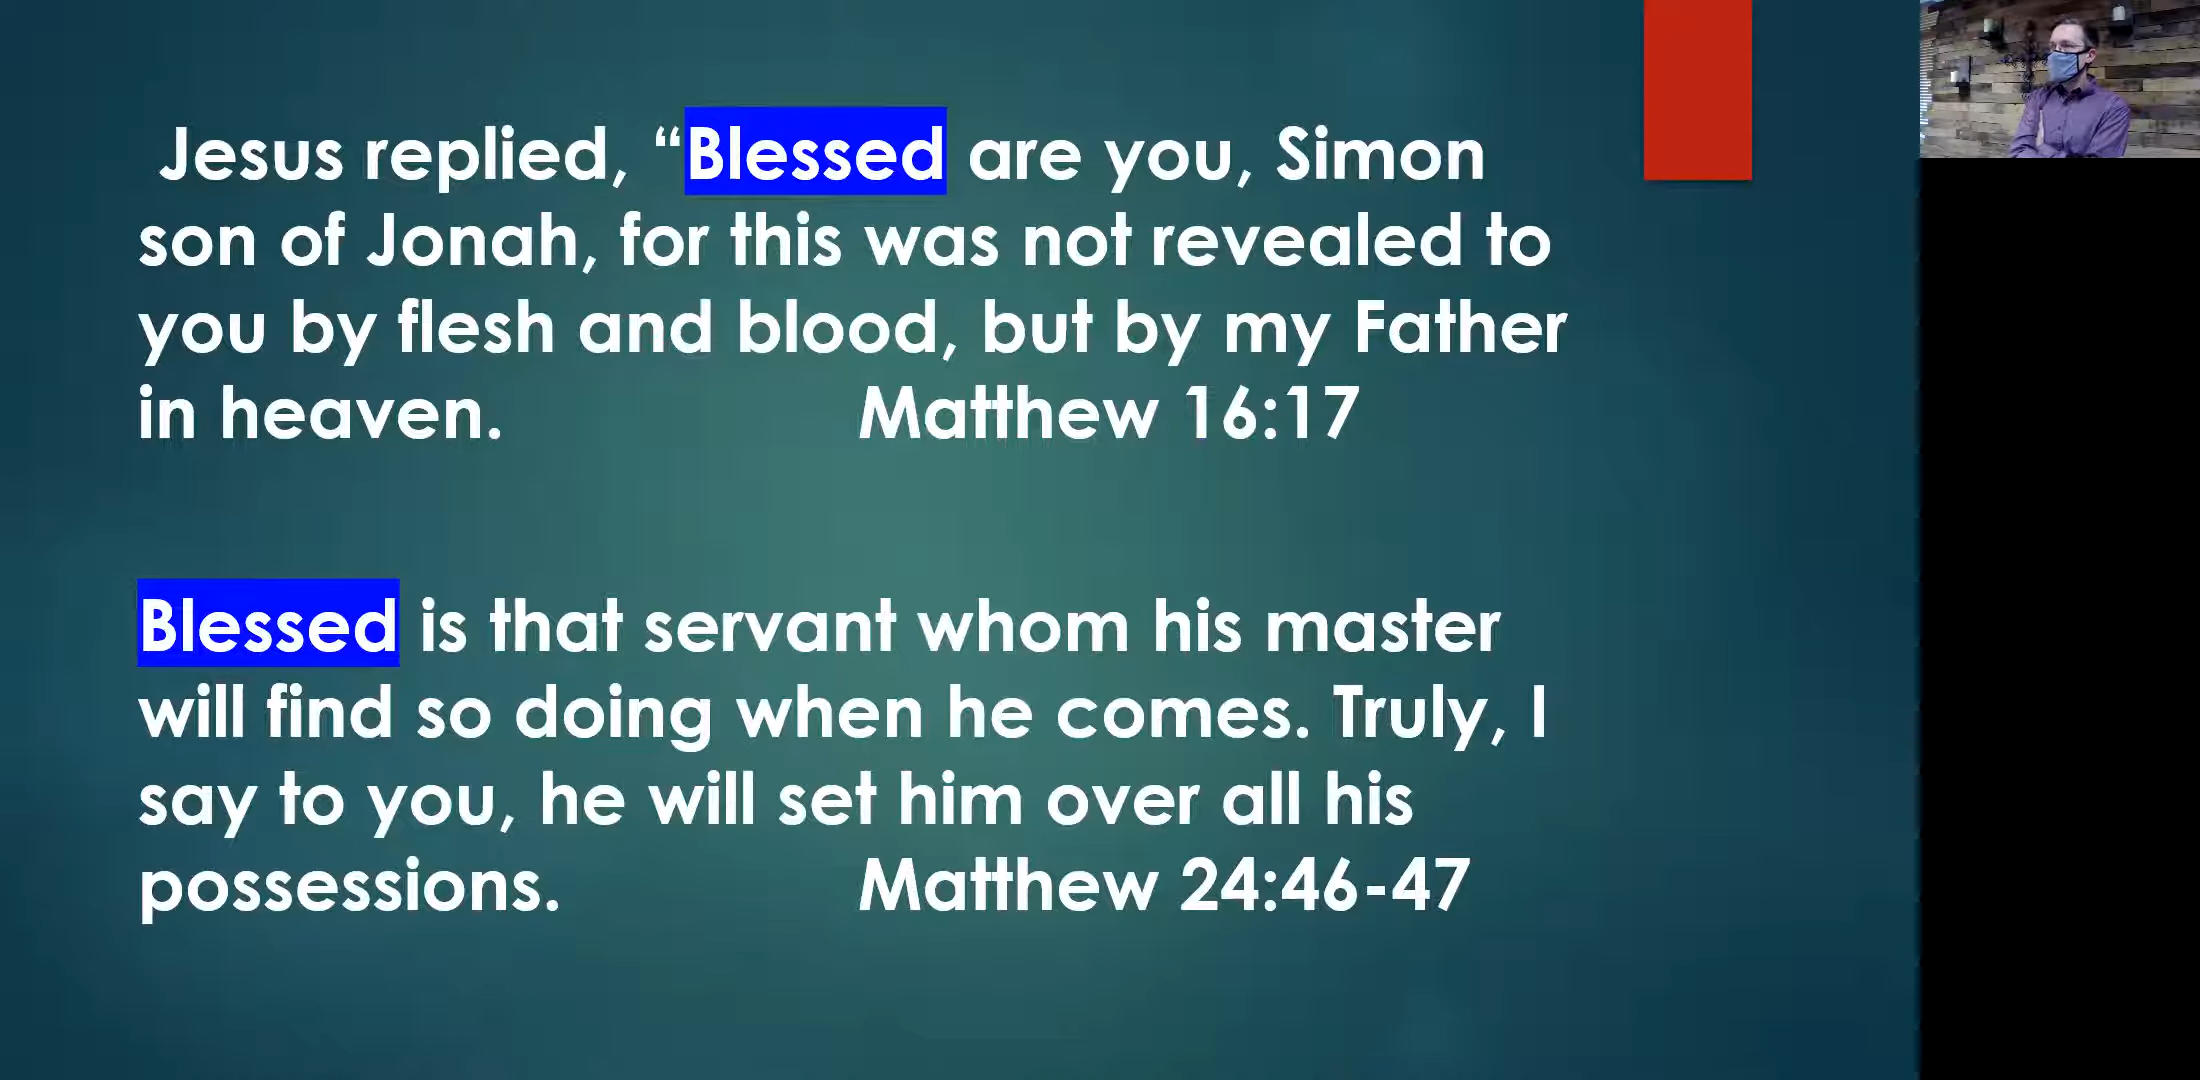 Jesus replied, “Blessed are you, Simon
son of Jonah, for this was not revealed to
you by flesh and blood, but by my Father
in heaven. Matthew 16:17
Blessed is that servant whom his master
will find so doing when he comes. Truly, I
say to you, he will set him over all his
possessions. Matthew 24:46-47